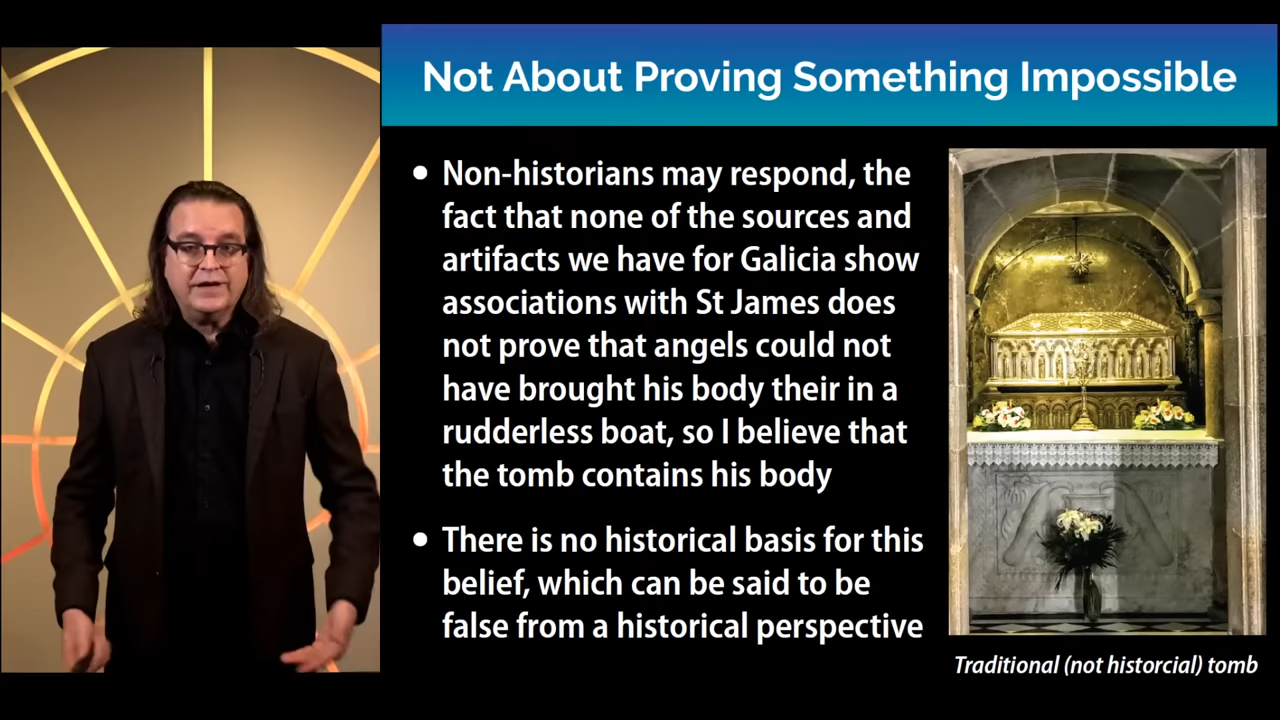 Not About Proving Something Impossible
• Non-historians may respond, the
fact that none of the sources and
artifacts we have for Galicia show
associations with St James does
not prove that angels could not
have brought his body their in a
rudderless boat, so I believe that
the tomb contains his body
• There is no historical basis for this
belief, which can be said to be
false from a historical perspective
Traditional (not historcial) tomb